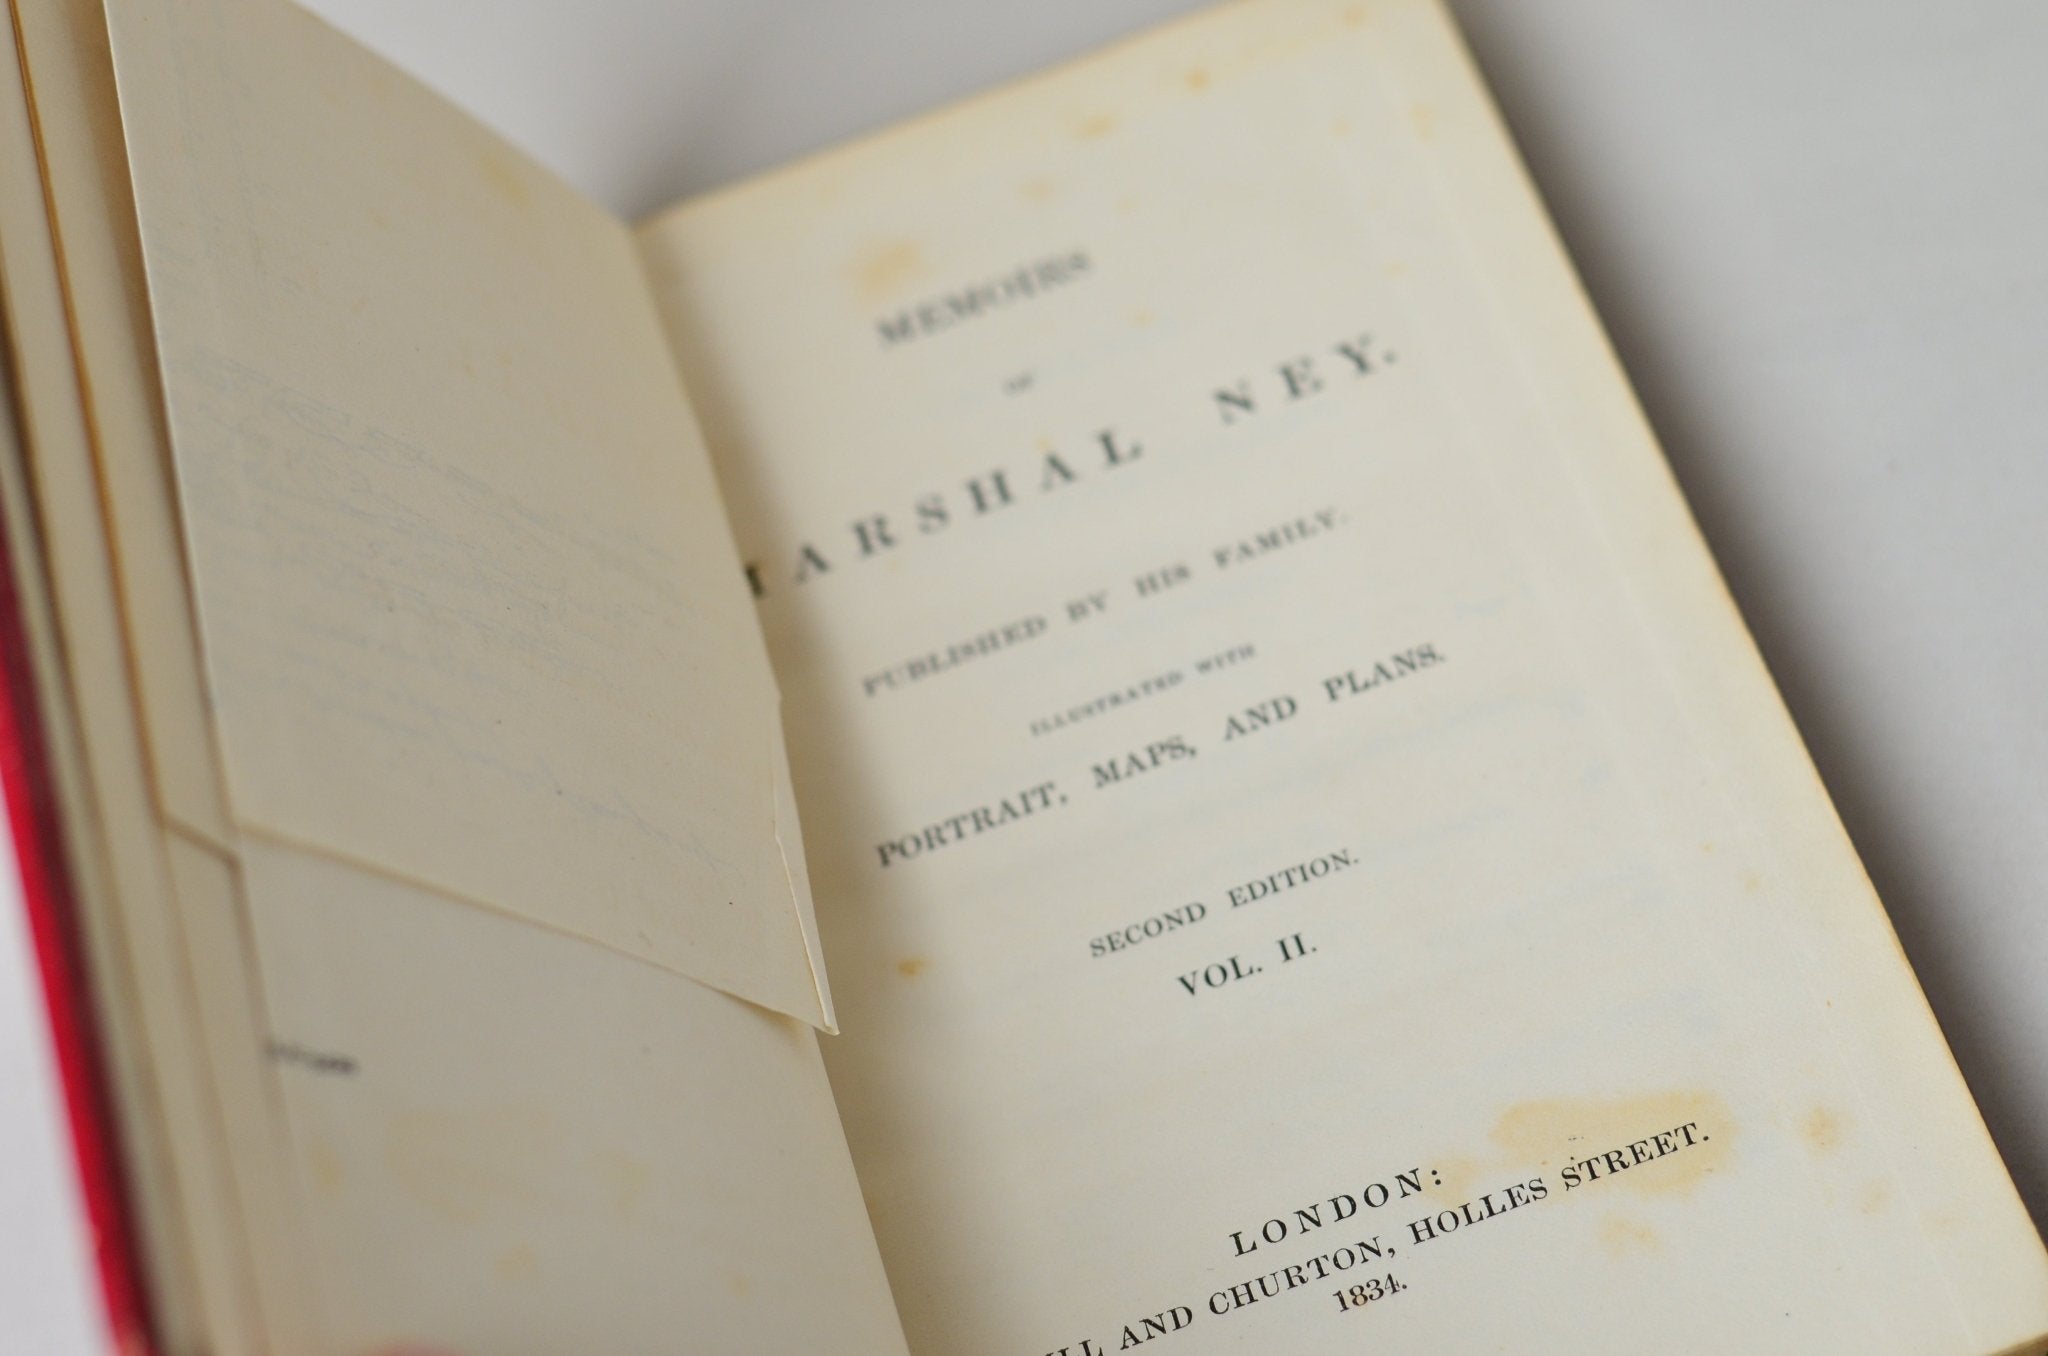 MEMOIRS
OF
MARSHAL NEY.
PUBLISHED BY HIS FAMILY.
ILLUSTRATED WITH
PORTRAIT, MAPS, AND PLANS.
SECOND EDITION.
VOL. II.
LONDON:
AND CHURTON, HOLLES STREET.
1834.